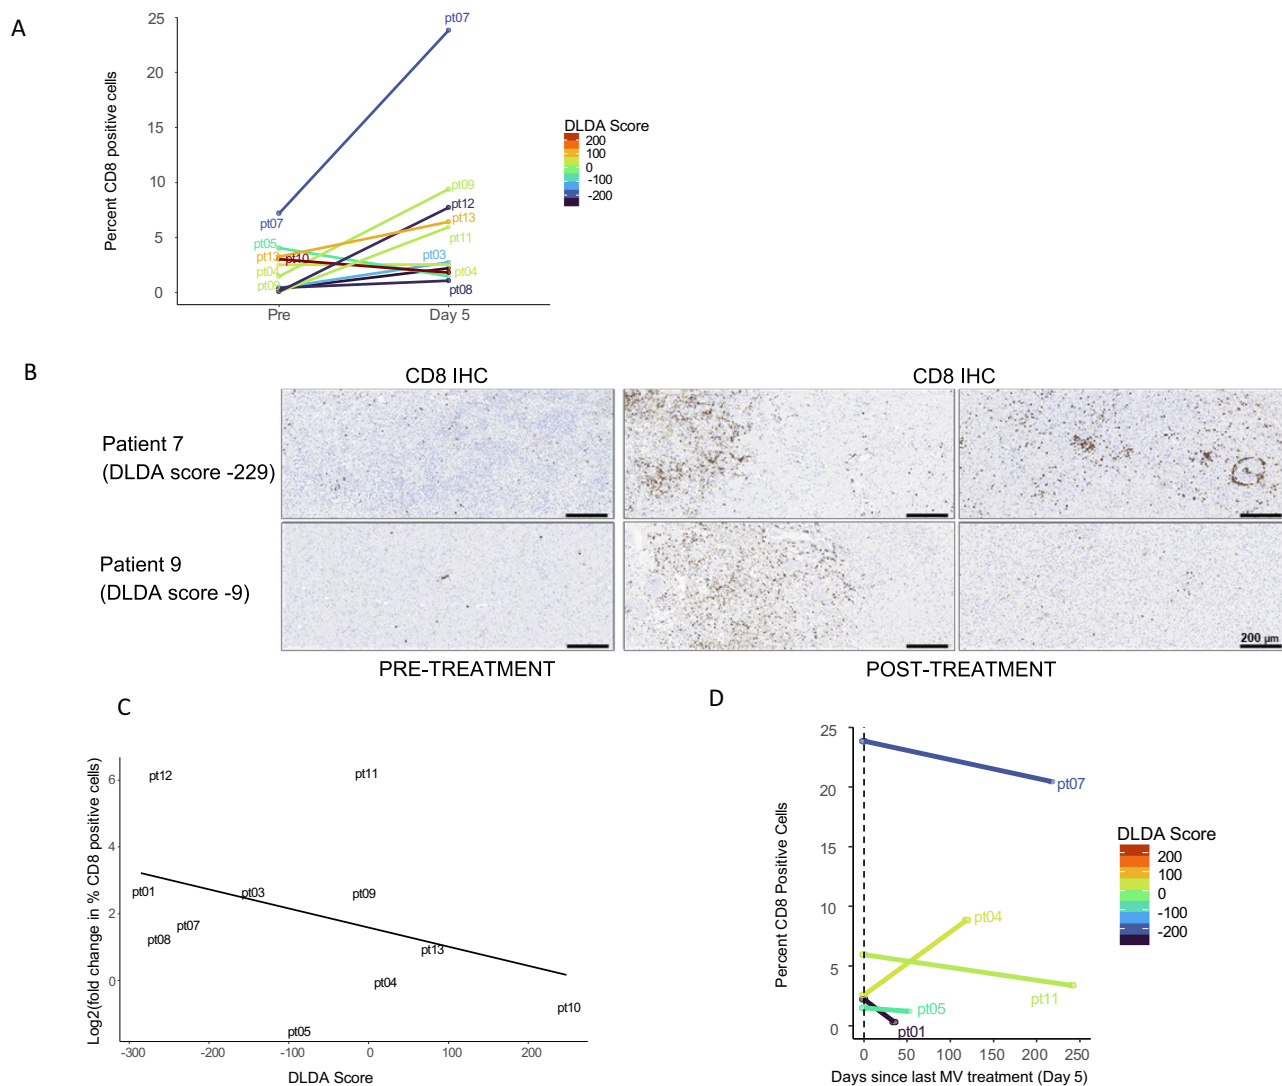 A
25
20
15
10
5
0
Percent CD8 positive cells
pt07
pt07
pt05
pt13
pt10
pt04
pt09
pt09
pt12
pt13
pt11
pt03
pt04
pt08
Pre
Day 5
DLDA Score
200
100
0
-100
-200
B
CD8 IHC
CD8 IHC
Patient 7
(DLDA score -229)
Patient 9
(DLDA score -9)
200 µm
PRE-TREATMENT
POST-TREATMENT
C
Log2(fold change in % CD8 positive cells)
6
4
2
0
pt12
pt11
pt01
pt03
pt09
pt07
pt08
pt13
pt04
pt10
pt05
-300
-200
-100
0
100
200
DLDA Score
D
Percent CD8 Positive Cells
25
20
15
10
5
0
pt07
pt04
pt11
pt05
pt01
0
50
100
150
200
250
Days since last MV treatment (Day 5)
DLDA Score
200
100
0
-100
-200